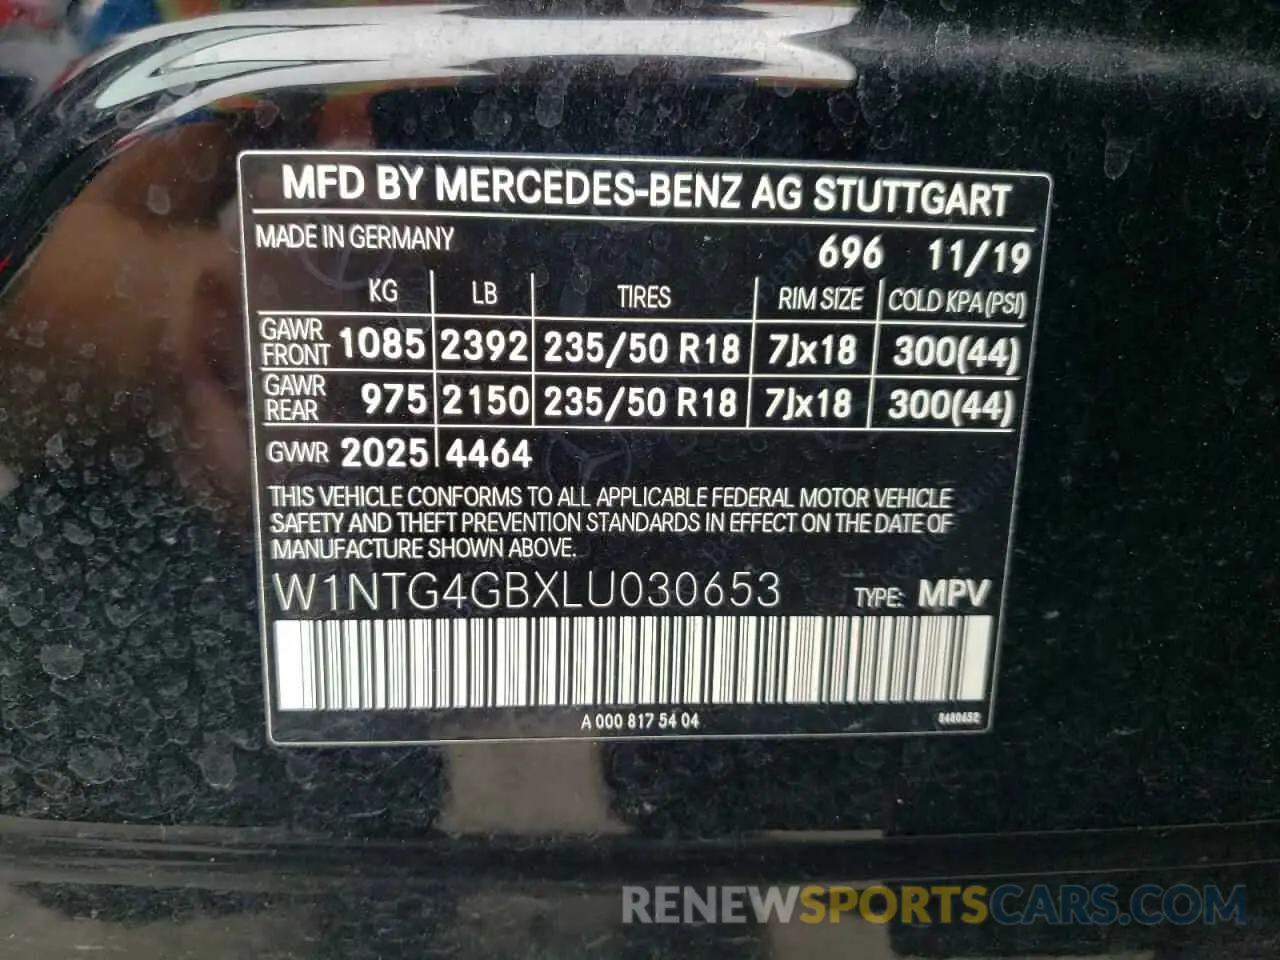 MFD BY MERCEDES-BENZ AG STUTTGART
MADE IN GERMANY 696 11/19
KG LB TIRES RIM SIZE COLD KPA (PSI)
GAWR FRONT 1085 2392 235/50 R18 7Jx18 300(44)
GAWR REAR 975 2150 235/50 R18 7Jx18 300(44)
GVWR 2025 4464
THIS VEHICLE CONFORMS TO ALL APPLICABLE FEDERAL MOTOR VEHICLE
SAFETY AND THEFT PREVENTION STANDARDS IN EFFECT ON THE DATE OF
MANUFACTURE SHOWN ABOVE.
W1NTG4GBXLU030653 TYPE: MPV
A 000 817 54 04
RENEWSPORTSCARS.COM